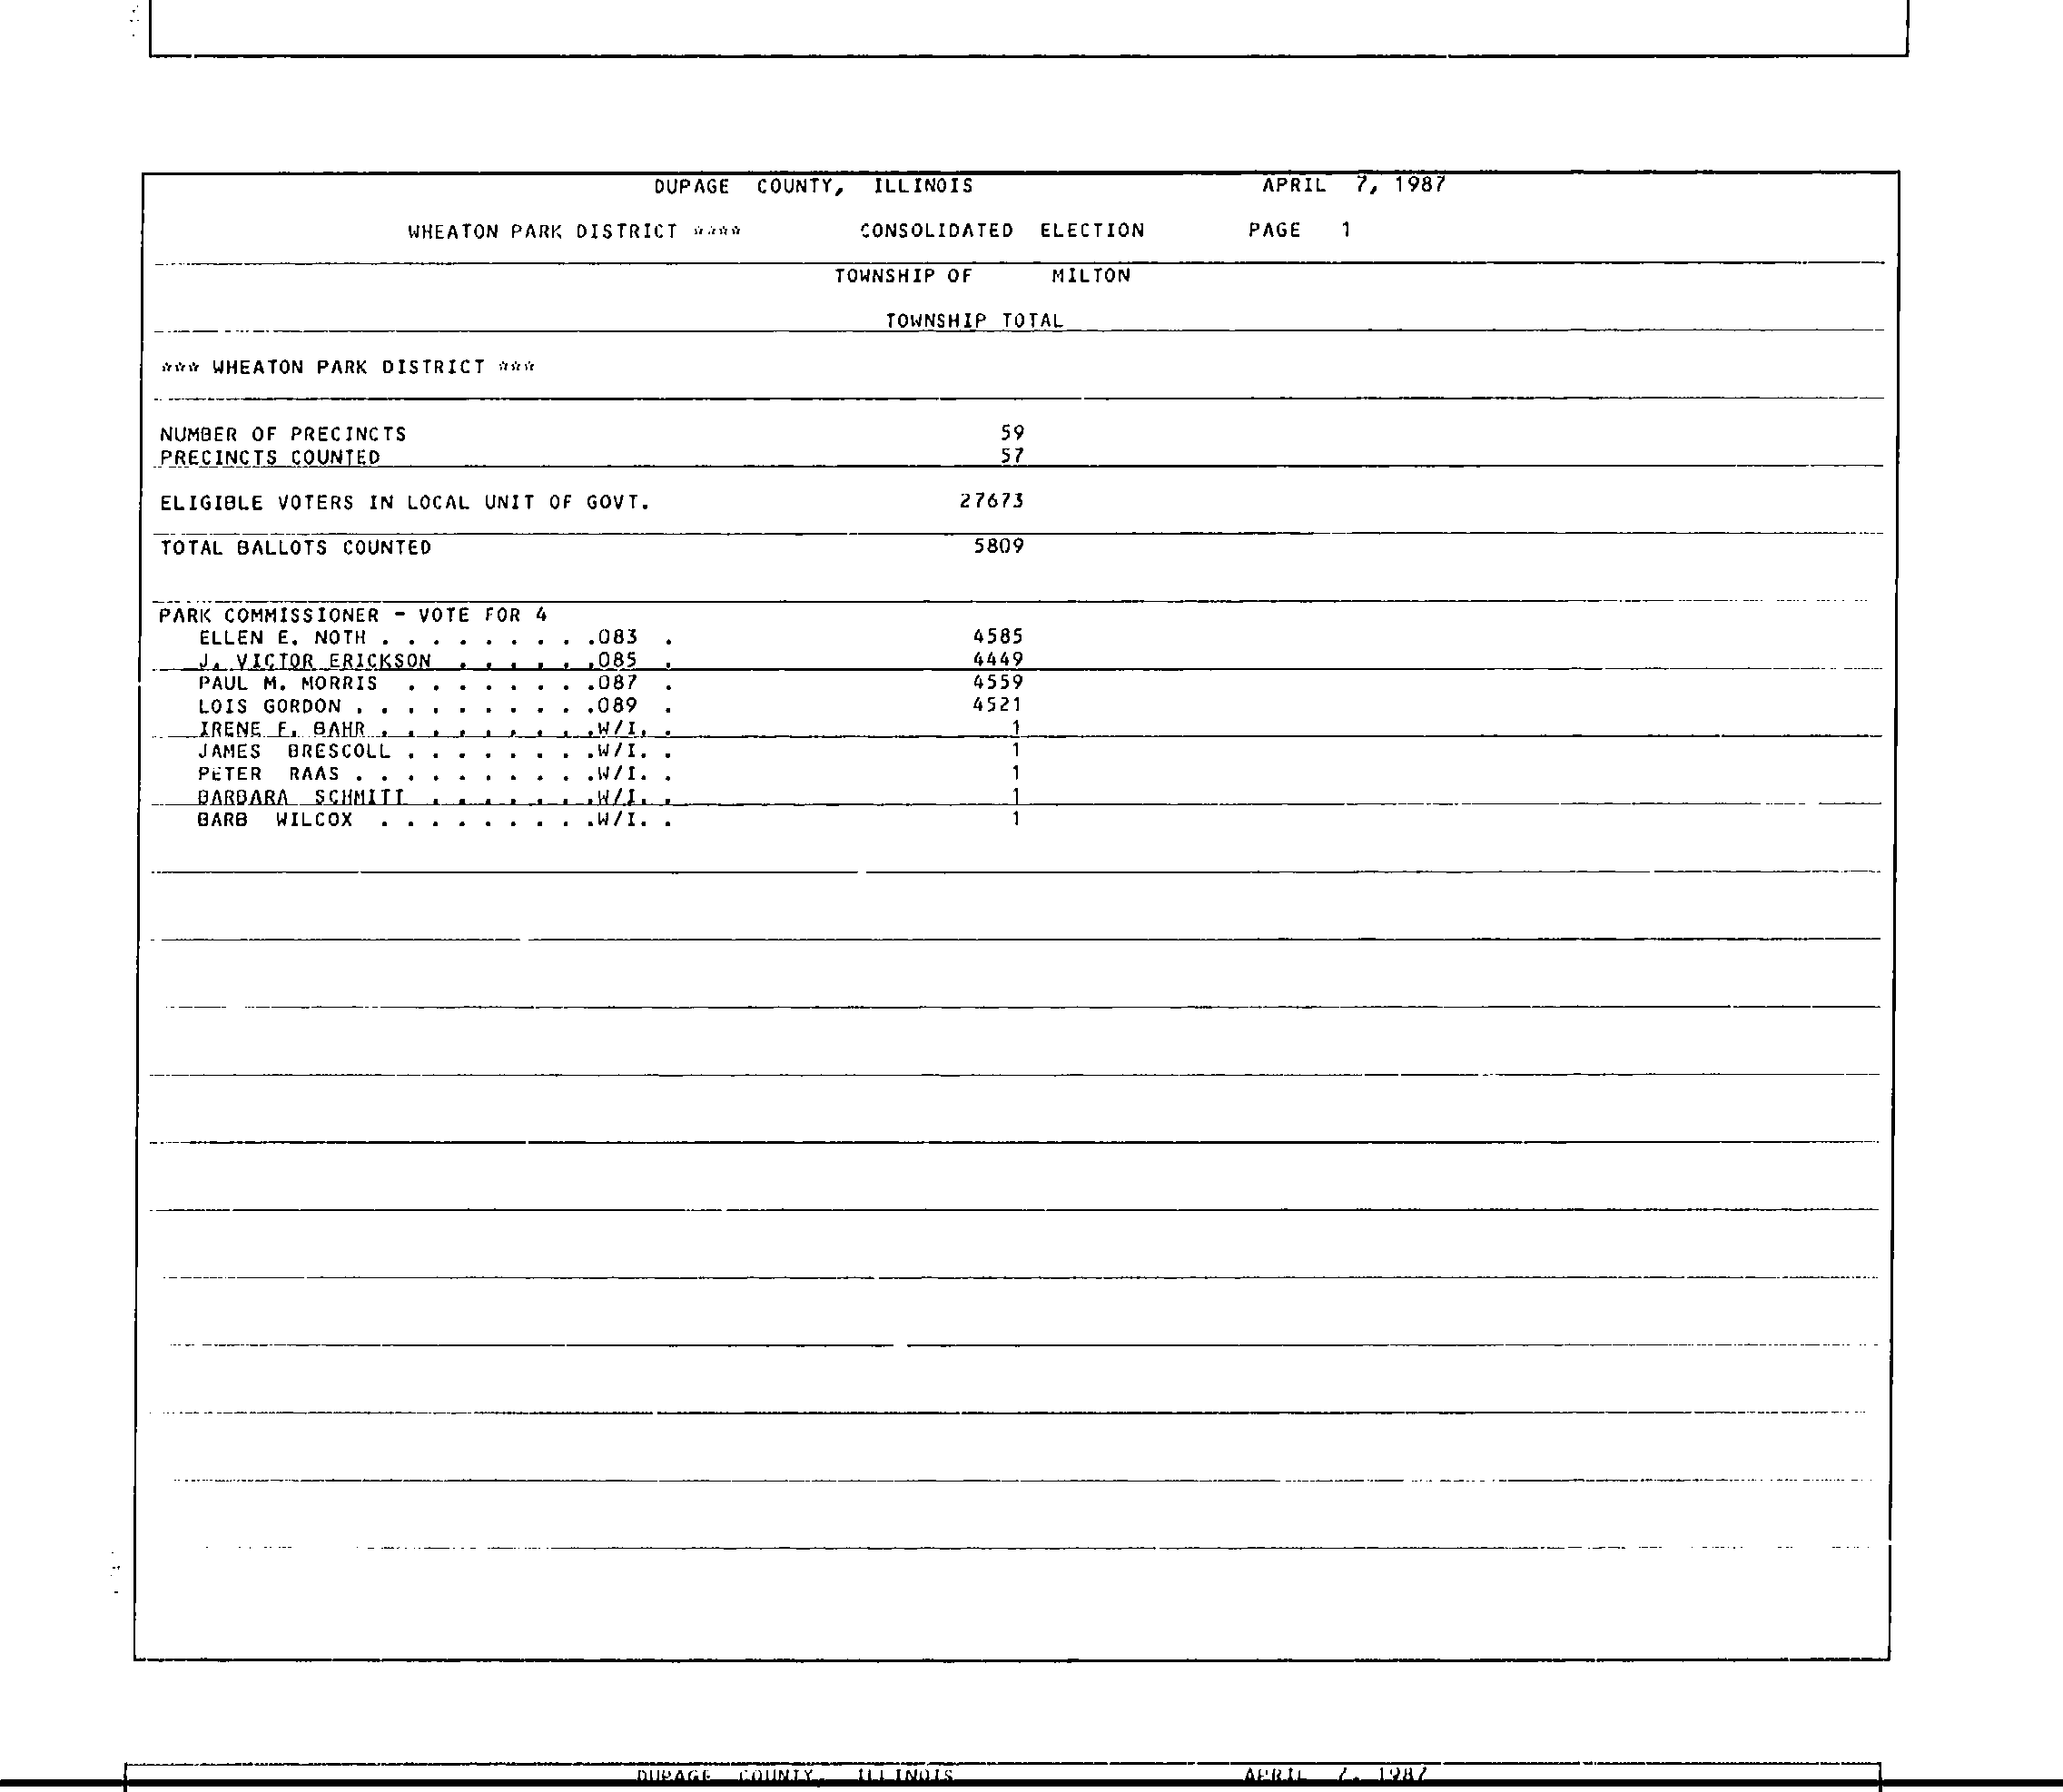 DUPAGE COUNTY, ILLINOIS APRIL 7, 1987
WHEATON PARK DISTRICT **** CONSOLIDATED ELECTION PAGE 1
TOWNSHIP OF MILTON
TOWNSHIP TOTAL
*** WHEATON PARK DISTRICT ***
NUMBER OF PRECINCTS 59
PRECINCTS COUNTED 57
ELIGIBLE VOTERS IN LOCAL UNIT OF GOVT. 27673
TOTAL BALLOTS COUNTED 5809
PARK COMMISSIONER - VOTE FOR 4
ELLEN E. NOTH . . . . . . . . .083 . 4585
J. VICTOR ERICKSON . . . . . .085 . 4449
PAUL M. MORRIS . . . . . . . .087 . 4559
LOIS GORDON . . . . . . . . . .089 . 4521
IRENE F. BAHR . . . . . . . . .W/I. . 1
JAMES BRESCOLL . . . . . . . .W/I. . 1
PETER RAAS . . . . . . . . . .W/I. . 1
BARBARA SCHMITT . . . . . . .W/I. . 1
BARB WILCOX . . . . . . . . .W/I. . 1
DUPAGE COUNTY, ILLINOIS APRIL 7, 1987